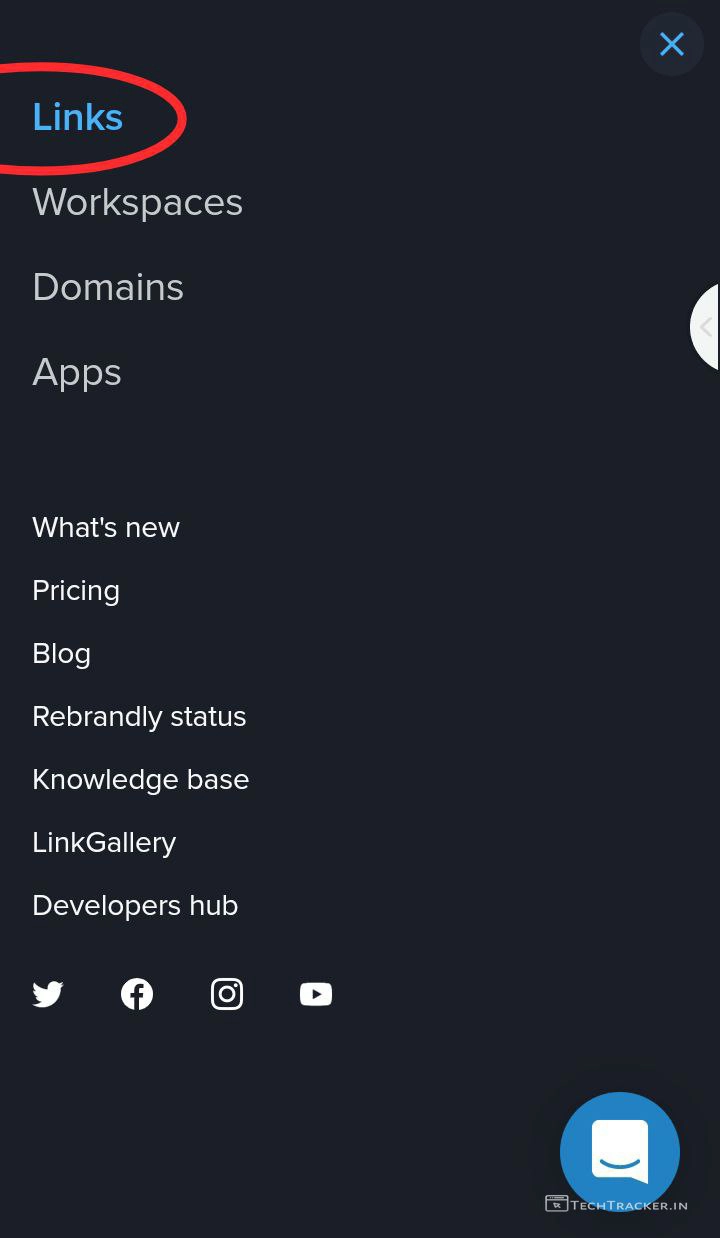 Links
Workspaces
Domains
Apps
What's new
Pricing
Blog
Rebrandly status
Knowledge base
LinkGallery
Developers hub
TechTracker.in